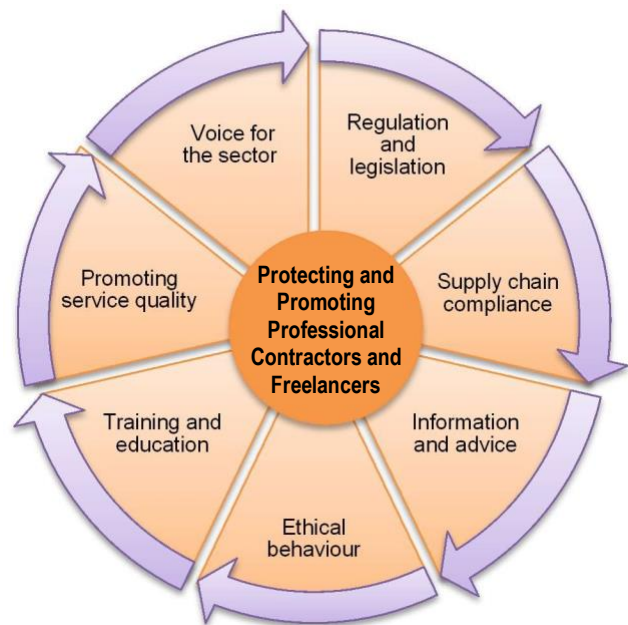 Voice for
the sector
Regulation
and
legislation
Supply chain
compliance
Information
and advice
Ethical
behaviour
Training and
education
Promoting
service quality
Protecting and
Promoting
Professional
Contractors and
Freelancers